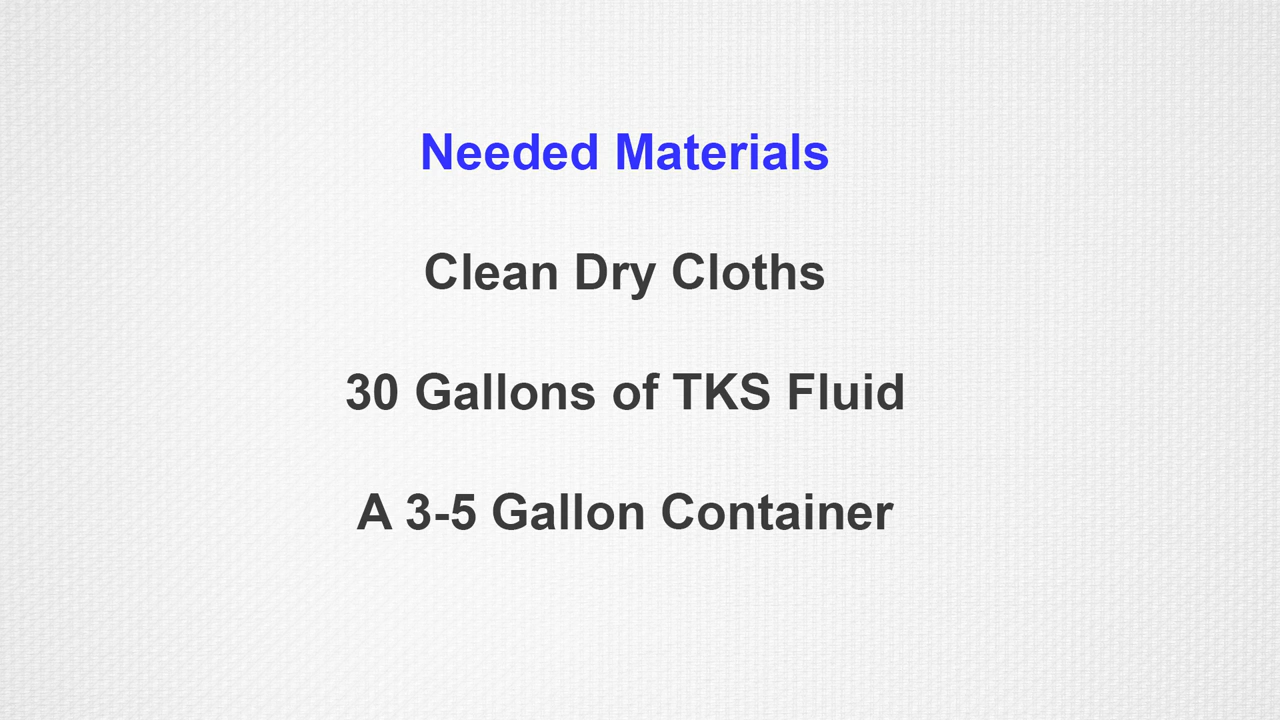 Needed Materials
Clean Dry Cloths
30 Gallons of TKS Fluid
A 3-5 Gallon Container